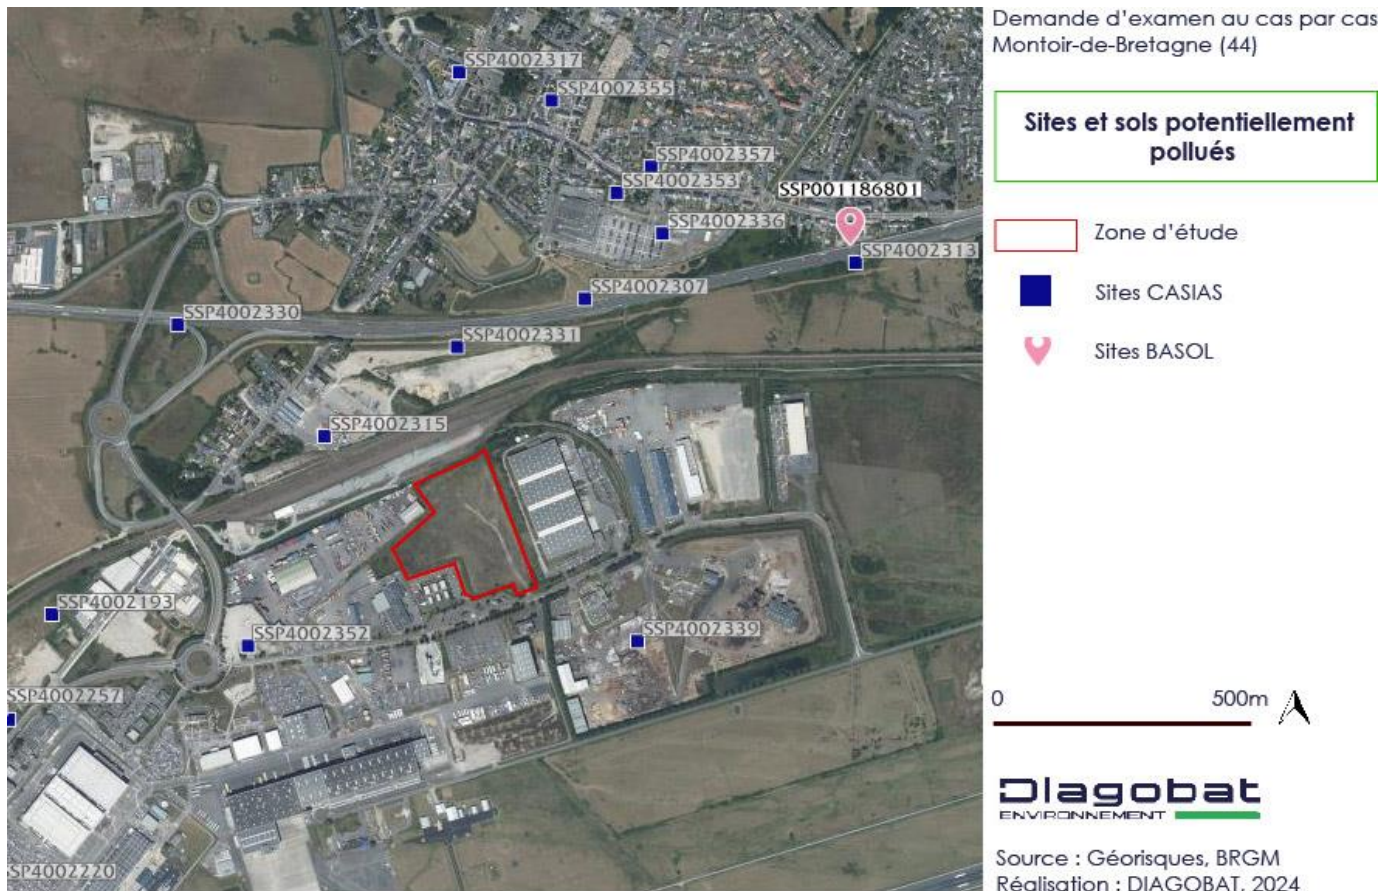 Demande d'examen au cas par cas
Montoir-de-Bretagne (44)
Sites et sols potentiellement
pollués
Zone d'étude
Sites CASIAS
Sites BASOL
SSP4002317
SSP4002355
SSP4002357
SSP4002353
SSP001186801
SSP4002336
SSP4002313
SSP4002307
SSP4002330
SSP4002331
SSP4002315
SSP4002193
SSP4002352
SSP4002339
SSP4002257
SSP4002220
0 500m
Diagobat
ENVIRONNEMENT
Source : Géorisques, BRGM
Réalisation : DIAGOBAT, 2024